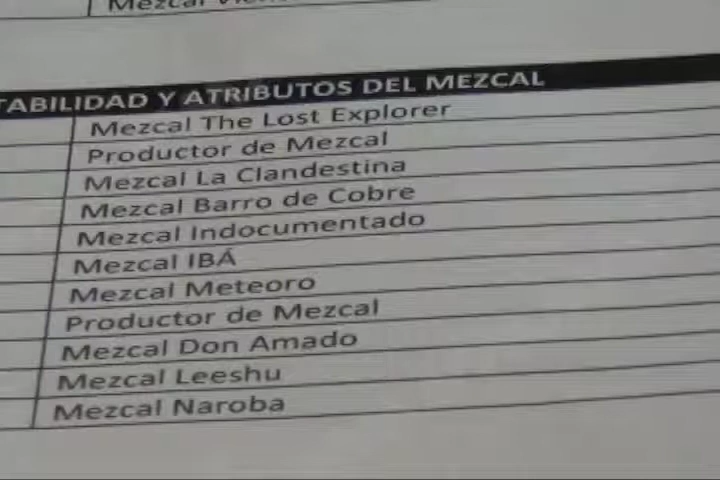 Mezcal
TABILIDAD Y ATRIBUTOS DEL MEZCAL
Mezcal The Lost Explorer
Productor de Mezcal
Mezcal La Clandestina
Mezcal Barro de Cobre
Mezcal Indocumentado
Mezcal IBÁ
Mezcal Meteoro
Productor de Mezcal
Mezcal Don Amado
Mezcal Leeshu
Mezcal Naroba